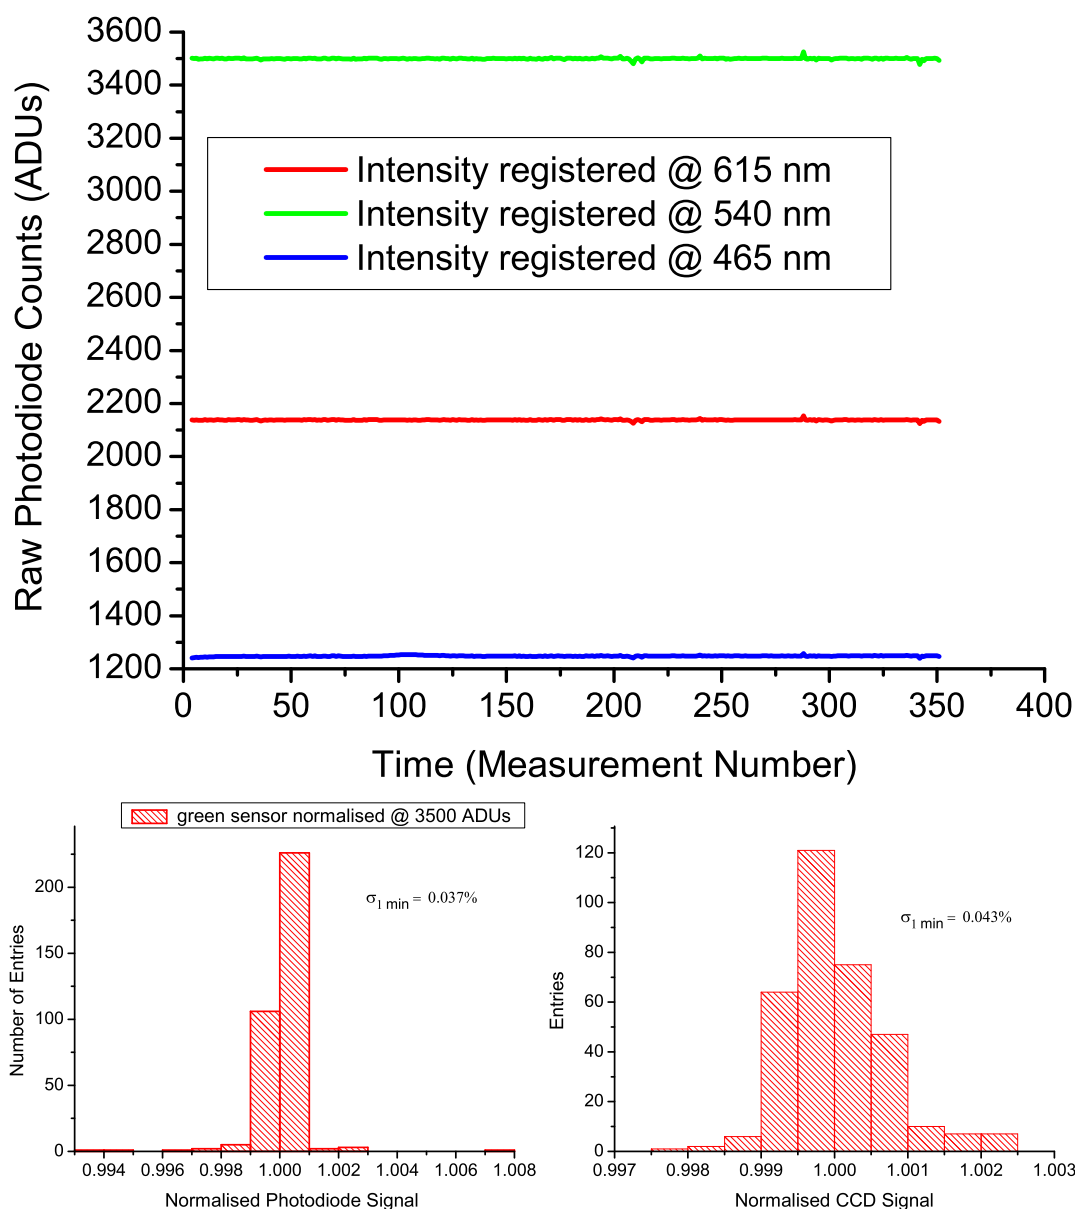 3600
3400
3200
3000
2800
2600
2400
2200
2000
1800
1600
1400
1200
Raw Photodiode Counts (ADUs)
Intensity registered @ 615 nm
Intensity registered @ 540 nm
Intensity registered @ 465 nm
0 50 100 150 200 250 300 350 400
Time (Measurement Number)
green sensor normalised @ 3500 ADUs
200
150
100
50
0
Number of Entries
σ1 min = 0.037%
0.994 0.996 0.998 1.000 1.002 1.004 1.006 1.008
Normalised Photodiode Signal
120
100
80
60
40
20
0
Entries
σ1 min = 0.043%
0.997 0.998 0.999 1.000 1.001 1.002 1.003
Normalised CCD Signal